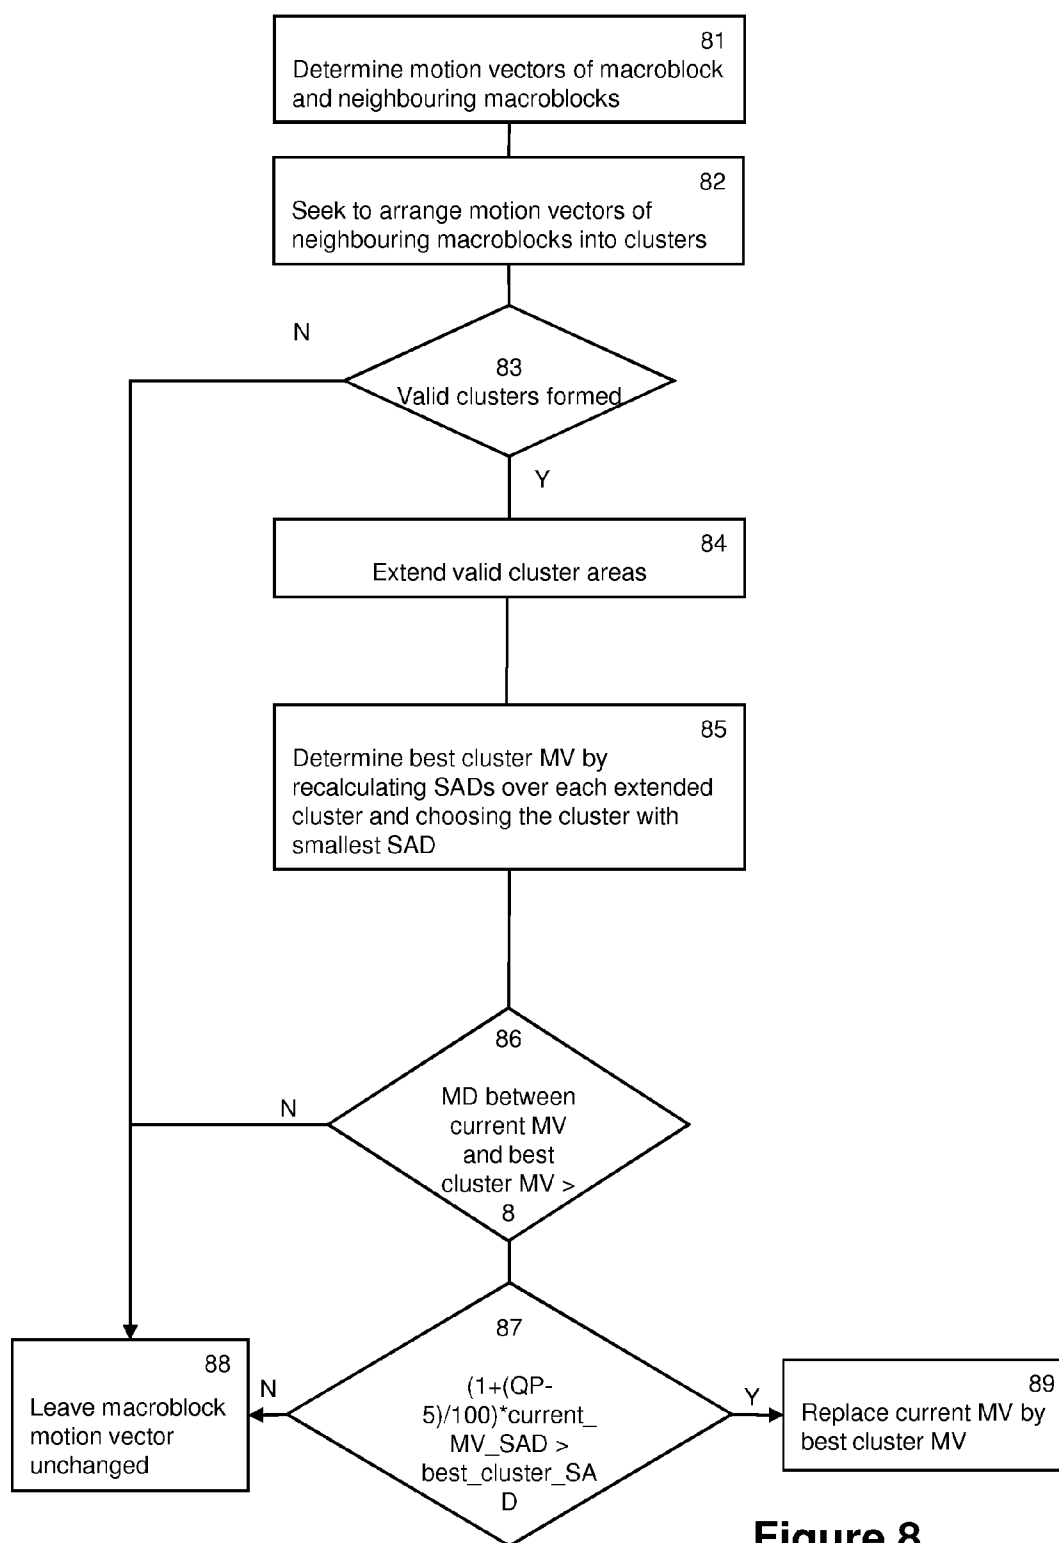 81
Determine motion vectors of macroblock
and neighbouring macroblocks
82
Seek to arrange motion vectors of
neighbouring macroblocks into clusters
N
83
Valid clusters formed
Y
84
Extend valid cluster areas
85
Determine best cluster MV by
recalculating SADs over each extended
cluster and choosing the cluster with
smallest SAD
86
N
MD between
current MV
and best
cluster MV >
8
87
(1+(QP-
5)/100)*current_
MV_SAD >
best_cluster_SA
D
N
Y
88
Leave macroblock
motion vector
unchanged
89
Replace current MV by
best cluster MV
Figure 8